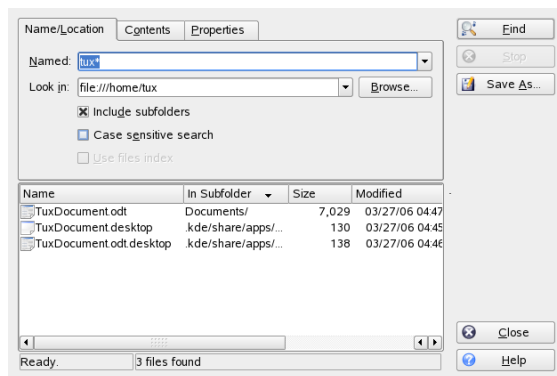 Name/Location Contents Properties
Find
Stop
Save As...
Named: tux*
Look in: file:///home/tux Browse...
Include subfolders
Case sensitive search
Use files index
Name In Subfolder Size Modified
TuxDocument.odt Documents/ 7,029 03/27/06 04:47
TuxDocument.desktop .kde/share/apps/... 130 03/27/06 04:45
TuxDocument.odt.desktop .kde/share/apps/... 138 03/27/06 04:46
Close
Ready. 3 files found
Help